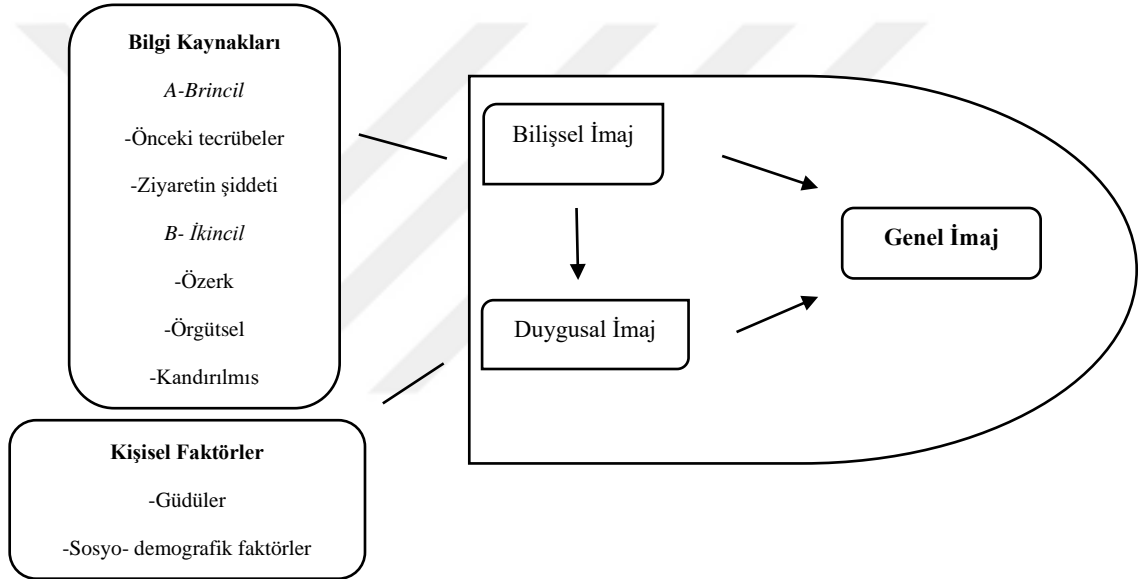 Bilgi Kaynakları
A-Brincil
-Önceki tecrübeler
-Ziyaretin şiddeti
B- İkincil
-Özerk
-Örgütsel
-Kandırılmıs
Kişisel Faktörler
-Güdüler
-Sosyo- demografik faktörler
Bilişsel İmaj
Duygusal İmaj
Genel İmaj